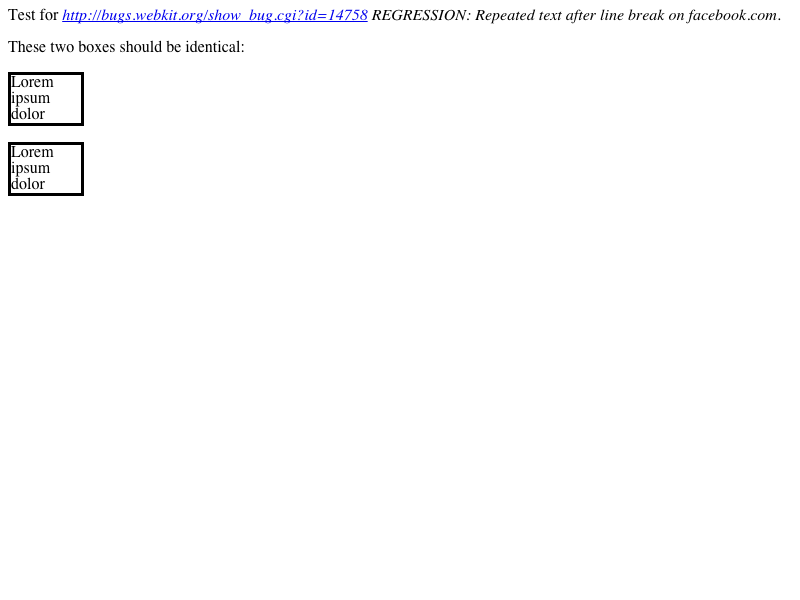 Test for http://bugs.webkit.org/show_bug.cgi?id=14758 REGRESSION: Repeated text after line break on facebook.com.
These two boxes should be identical:
Lorem
ipsum
dolor
Lorem
ipsum
dolor